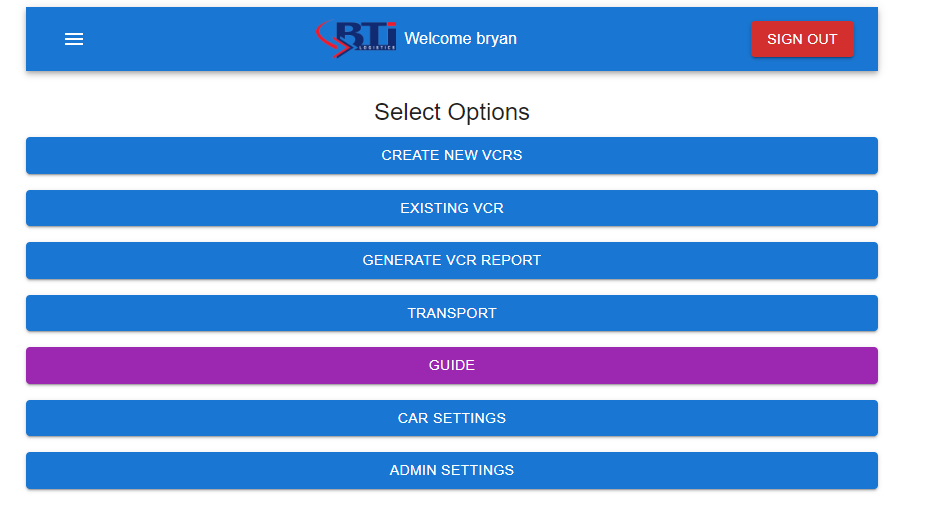 BTi
LOGISTICS
Welcome bryan
SIGN OUT
Select Options
CREATE NEW VCRS
EXISTING VCR
GENERATE VCR REPORT
TRANSPORT
GUIDE
CAR SETTINGS
ADMIN SETTINGS